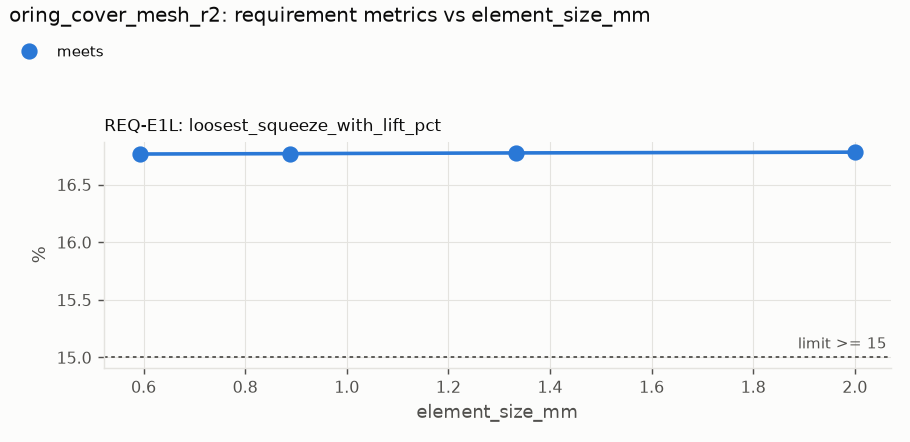 oring_cover_mesh_r2: requirement metrics vs element_size_mm
meets
REQ-E1L: loosest_squeeze_with_lift_pct
16.5
16.0
15.5
15.0
%
limit >= 15
0.6 0.8 1.0 1.2 1.4 1.6 1.8 2.0
element_size_mm